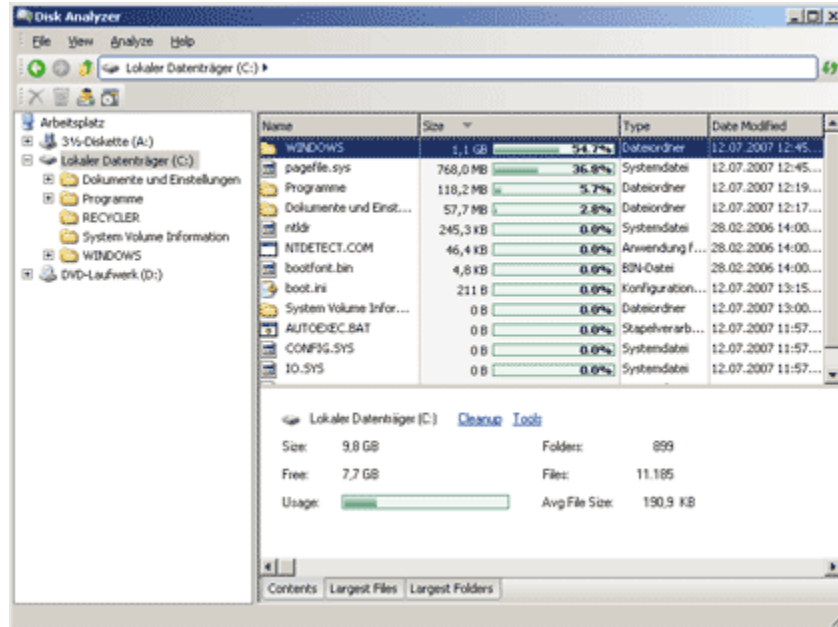 Disk Analyzer
File View Analyze Help
Lokaler Datenträger (C:)
Arbeitsplatz
3½-Diskette (A:)
Lokaler Datenträger (C:)
Dokumente und Einstellungen
Programme
RECYCLER
System Volume Information
WINDOWS
DVD-Laufwerk (D:)
Name Size Type Date Modified
WINDOWS 1,1 GB 54.7% Dateiordner 12.07.2007 12:45...
pagefile.sys 768,0 MB 36.8% Systemdatei 12.07.2007 12:45...
Programme 118,2 MB 5.7% Dateiordner 12.07.2007 12:19...
Dokumente und Einst... 57,7 MB 2.8% Dateiordner 12.07.2007 12:17...
ntldr 245,3 KB 0.0% Systemdatei 28.02.2006 14:00...
NTDETECT.COM 46,4 KB 0.0% Anwendung f... 28.02.2006 14:00...
bootfont.bin 4,8 KB 0.0% BIN-Datei 28.02.2006 14:00...
boot.ini 211 B 0.0% Konfiguration... 12.07.2007 13:15...
System Volume Infor... 0 B 0.0% Dateiordner 12.07.2007 13:00...
AUTOEXEC.BAT 0 B 0.0% Stapelverarb... 12.07.2007 11:57...
CONFIG.SYS 0 B 0.0% Systemdatei 12.07.2007 11:57...
IO.SYS 0 B 0.0% Systemdatei 12.07.2007 11:57...
Lokaler Datenträger (C:) Cleanup Tools
Size: 9,8 GB Folders: 899
Free: 7,7 GB Files: 11.185
Usage: Avg File Size: 190,9 KB
Contents Largest Files Largest Folders